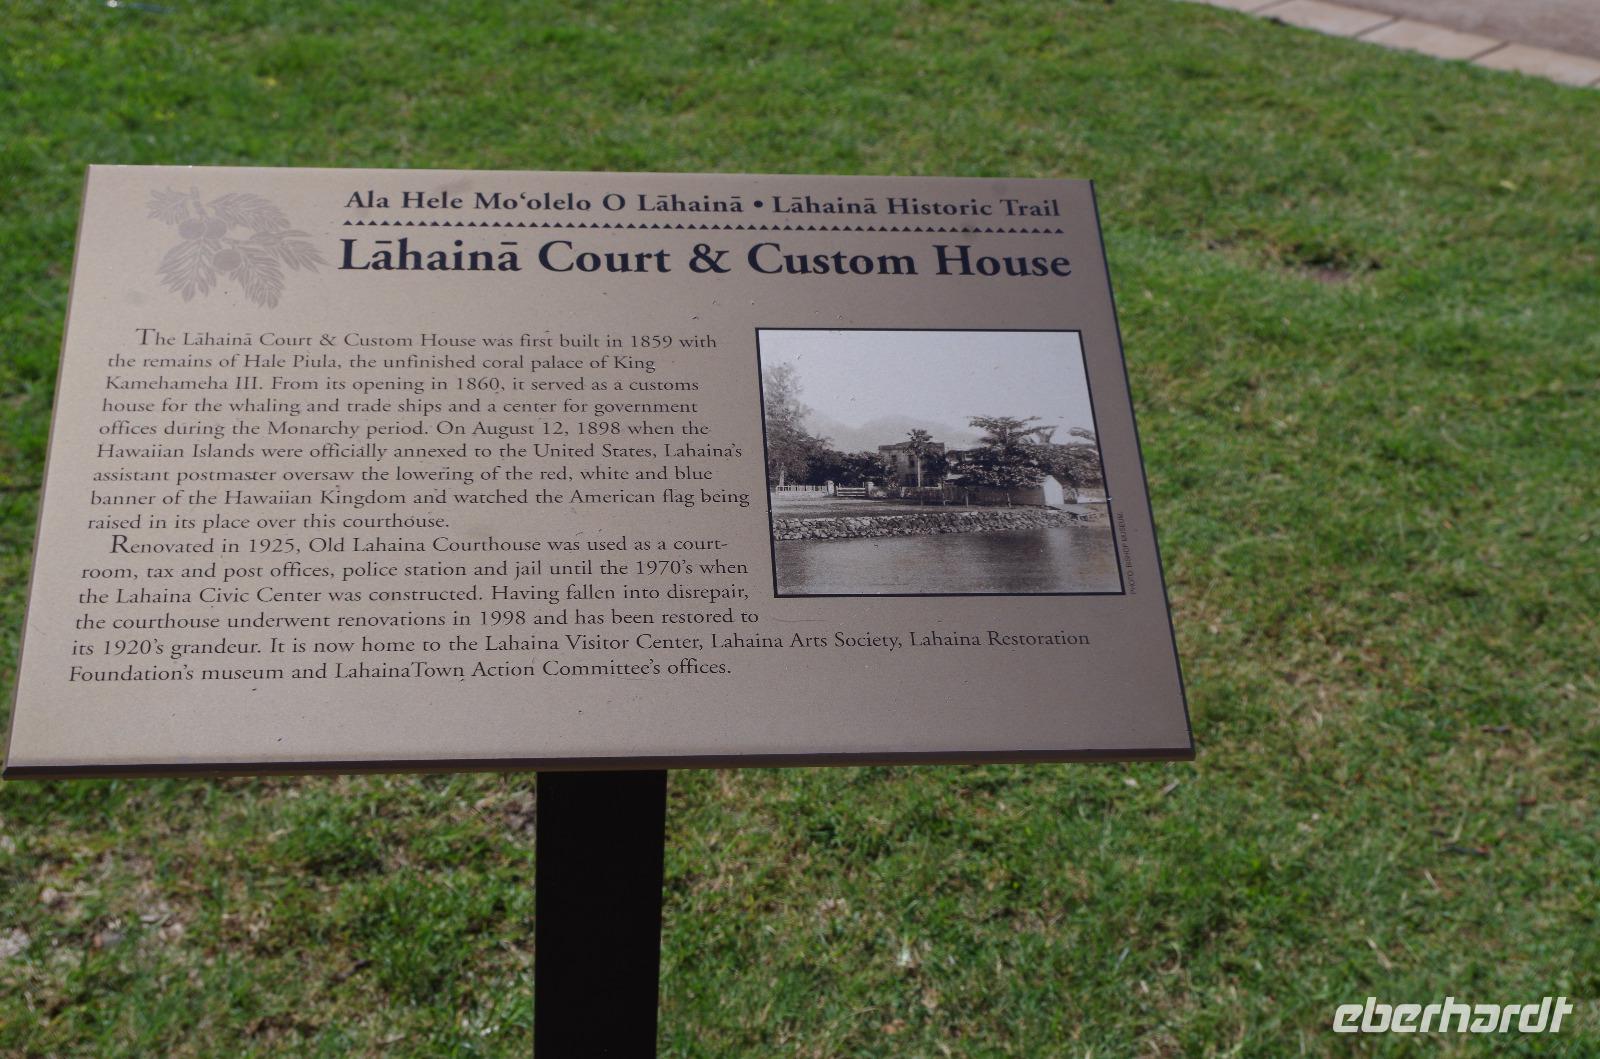 Ala Hele Mo‘olelo O Lāhainā • Lāhainā Historic Trail
Lāhainā Court & Custom House
The Lāhainā Court & Custom House was first built in 1859 with
the remains of Hale Piula, the unfinished coral palace of King
Kamehameha III. From its opening in 1860, it served as a customs
house for the whaling and trade ships and a center for government
offices during the Monarchy period. On August 12, 1898 when the
Hawaiian Islands were officially annexed to the United States, Lahaina's
assistant postmaster oversaw the lowering of the red, white and blue
banner of the Hawaiian Kingdom and watched the American flag being
raised in its place over this courthouse.
Renovated in 1925, Old Lahaina Courthouse was used as a court-
room, tax and post offices, police station and jail until the 1970's when
the Lahaina Civic Center was constructed. Having fallen into disrepair,
the courthouse underwent renovations in 1998 and has been restored to
its 1920's grandeur. It is now home to the Lahaina Visitor Center, Lahaina Arts Society, Lahaina Restoration
Foundation's museum and LahainaTown Action Committee's offices.
PHOTO: BISHOP MUSEUM
eberhardt